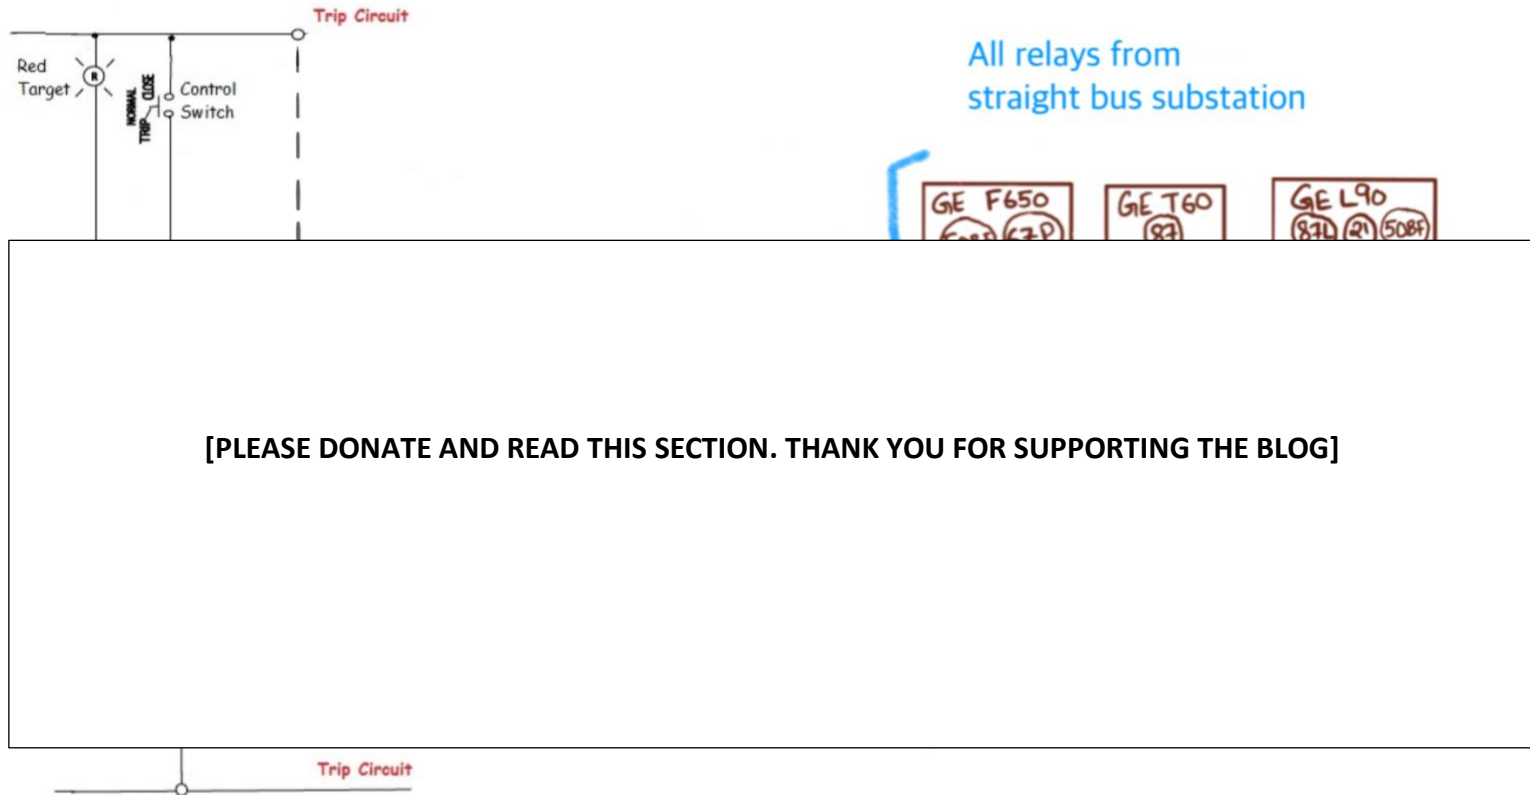 Trip Circuit
Red
Target
R
NORMAL
CLOSE
TRIP
Control
Switch
All relays from
straight bus substation
GE F650
67P
GE T60
87
GE L90
87L 21 50BF
[PLEASE DONATE AND READ THIS SECTION. THANK YOU FOR SUPPORTING THE BLOG]
Trip Circuit